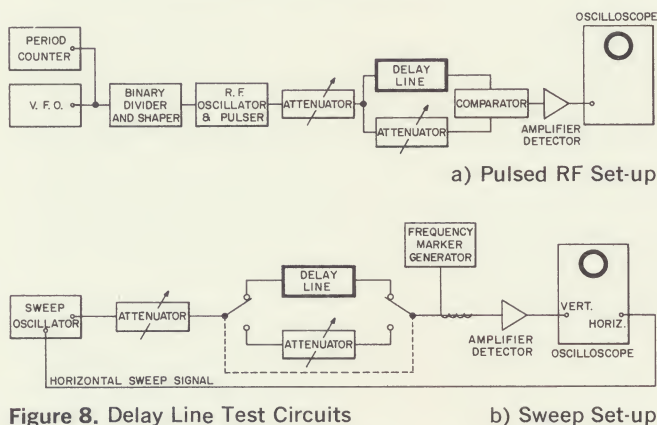 OSCILLOSCOPE
PERIOD
COUNTER
V. F. O.
BINARY
DIVIDER
AND SHAPER
R. F.
OSCILLATOR
& PULSER
ATTENUATOR
DELAY
LINE
ATTENUATOR
COMPARATOR
AMPLIFIER
DETECTOR
a) Pulsed RF Set-up
FREQUENCY
MARKER
GENERATOR
SWEEP
OSCILLATOR
ATTENUATOR
DELAY
LINE
ATTENUATOR
AMPLIFIER
DETECTOR
VERT.
HORIZ.
OSCILLOSCOPE
HORIZONTAL SWEEP SIGNAL
Figure 8. Delay Line Test Circuits
b) Sweep Set-up